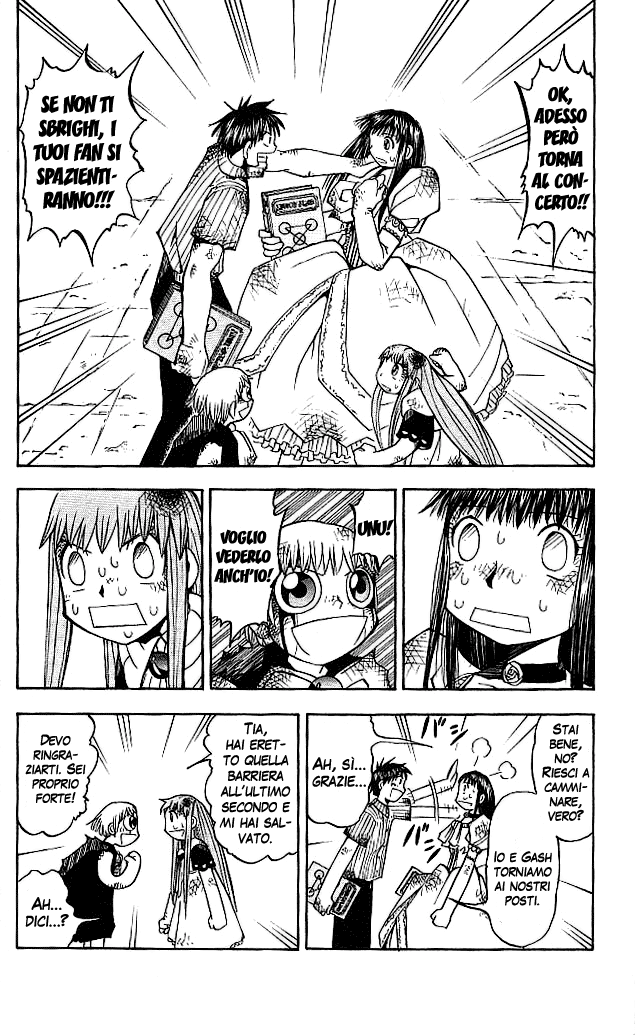 OK,
ADESSO
PERÒ
TORNA
AL CON-
CERTO!!
SE NON TI
SBRIGHI, I
TUOI FAN SI
SPAZIENTI-
RANNO!!!
UNU!
VOGLIO
VEDERLO
ANCH'IO!
STAI
BENE,
NO?
RIESCI A
CAMMI-
NARE,
VERO?
IO E GASH
TORNIAMO
AI NOSTRI
POSTI.
AH, SÌ...
GRAZIE...
TIA,
HAI ERET-
TO QUELLA
BARRIERA
ALL'ULTIMO
SECONDO E
MI HAI SAL-
VATO.
DEVO
RINGRA-
ZIARTI. SEI
PROPRIO
FORTE!
AH...
DICI...?